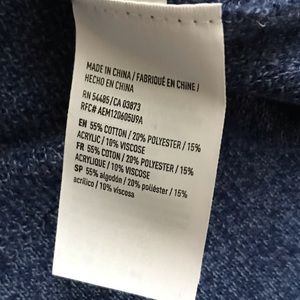 MADE IN CHINA / FABRIQUÉ EN CHINE /
HECHO EN CHINA
RN 54485 / CA 03873
RFC# AEM120605U9A
EN 55% COTTON / 20% POLYESTER / 15%
ACRYLIC / 10% VISCOSE
FR 55% COTON / 20% POLYESTER / 15%
ACRYLIQUE / 10% VISCOSE
SP 55% algodón / 20% poliéster / 15%
acrílico / 10% viscosa